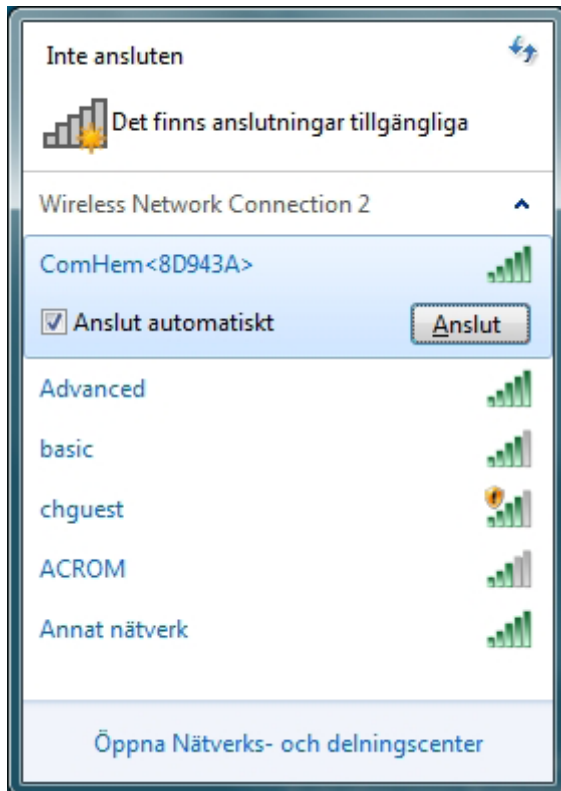 Inte ansluten
Det finns anslutningar tillgängliga
Wireless Network Connection 2
ComHem<8D943A>
Anslut automatiskt
Anslut
Advanced
basic
chguest
ACROM
Annat nätverk
Öppna Nätverks- och delningscenter